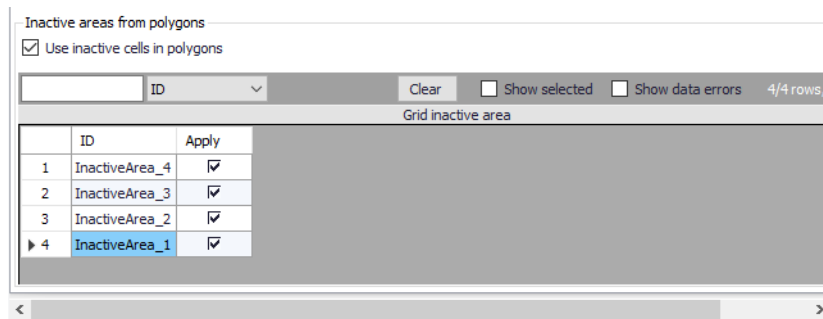 Inactive areas from polygons
Use inactive cells in polygons
ID Clear Show selected Show data errors 4/4 rows
Grid inactive area
ID Apply
1 InactiveArea_4
2 InactiveArea_3
3 InactiveArea_2
4 InactiveArea_1